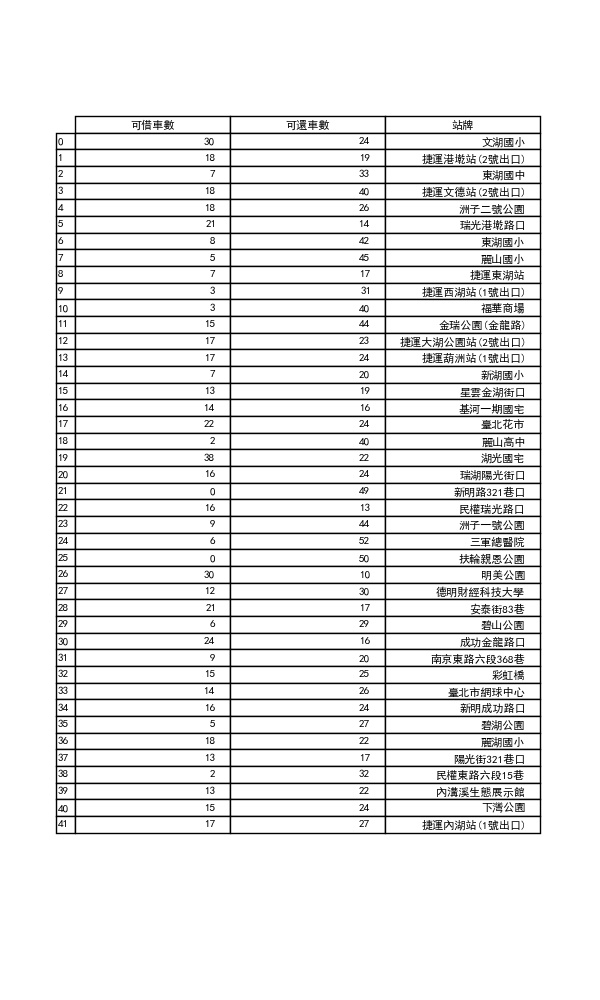 可借車數 可還車數 站牌
0 30 24 文湖國小
1 18 19 捷運港墘站(2號出口)
2 7 33 東湖國中
3 18 40 捷運文德站(2號出口)
4 18 26 洲子二號公園
5 21 14 瑞光港墘路口
6 8 42 東湖國小
7 5 45 麗山國小
8 7 17 捷運東湖站
9 3 31 捷運西湖站(1號出口)
10 3 40 福華商場
11 15 44 金瑞公園(金龍路)
12 17 23 捷運大湖公園站(2號出口)
13 17 24 捷運葫洲站(1號出口)
14 7 20 新湖國小
15 13 19 星雲金湖街口
16 14 16 基河一期國宅
17 22 24 臺北花市
18 2 40 麗山高中
19 38 22 湖光國宅
20 16 24 瑞湖陽光街口
21 0 49 新明路321巷口
22 16 13 民權瑞光路口
23 9 44 洲子一號公園
24 6 52 三軍總醫院
25 0 50 扶輪親恩公園
26 30 10 明美公園
27 12 30 德明財經科技大學
28 21 17 安泰街83巷
29 6 29 碧山公園
30 24 16 成功金龍路口
31 9 20 南京東路六段368巷
32 15 25 彩虹橋
33 14 26 臺北市網球中心
34 16 24 新明成功路口
35 5 27 碧湖公園
36 18 22 麗湖國小
37 13 17 陽光街321巷口
38 2 32 民權東路六段15巷
39 13 22 內溝溪生態展示館
40 15 24 下灣公園
41 17 27 捷運內湖站(1號出口)